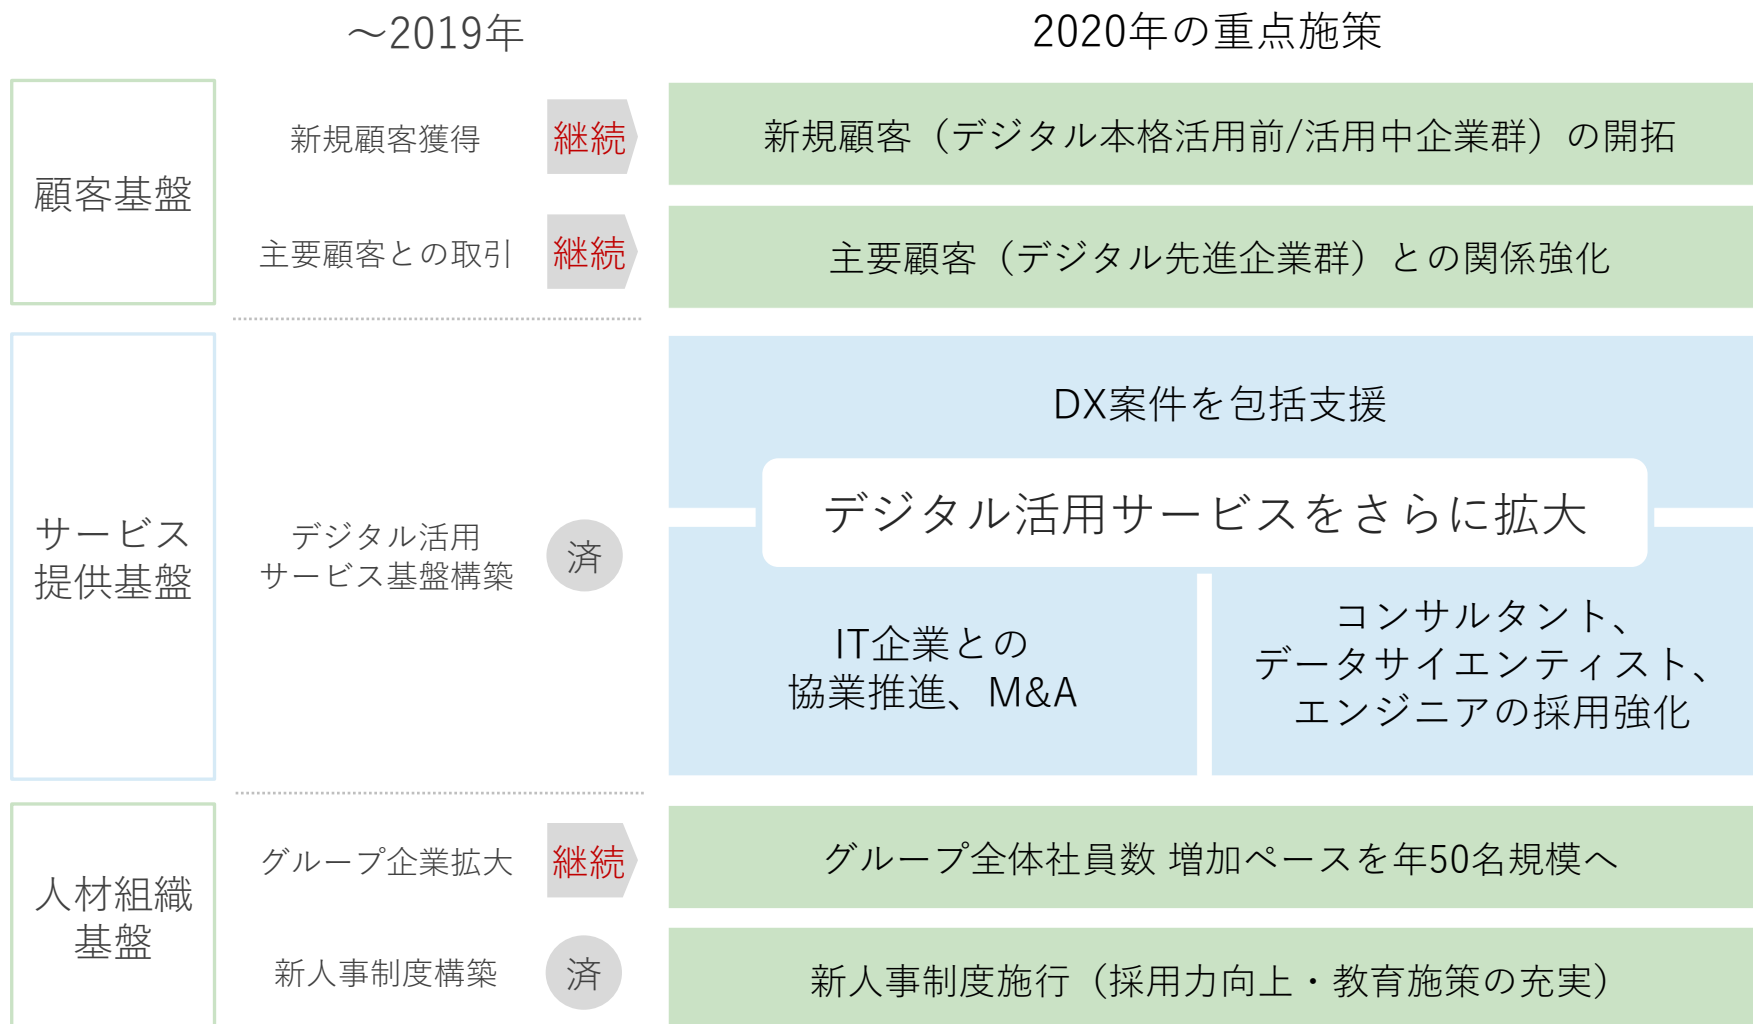 ～2019年
2020年の重点施策
顧客基盤
新規顧客獲得
継続
新規顧客（デジタル本格活用前/活用中企業群）の開拓
主要顧客との取引
継続
主要顧客（デジタル先進企業群）との関係強化
サービス
提供基盤
デジタル活用
サービス基盤構築
済
DX案件を包括支援
デジタル活用サービスをさらに拡大
IT企業との
協業推進、M&A
コンサルタント、
データサイエンティスト、
エンジニアの採用強化
人材組織
基盤
グループ企業拡大
継続
グループ全体社員数 増加ペースを年50名規模へ
新人事制度構築
済
新人事制度施行（採用力向上・教育施策の充実）